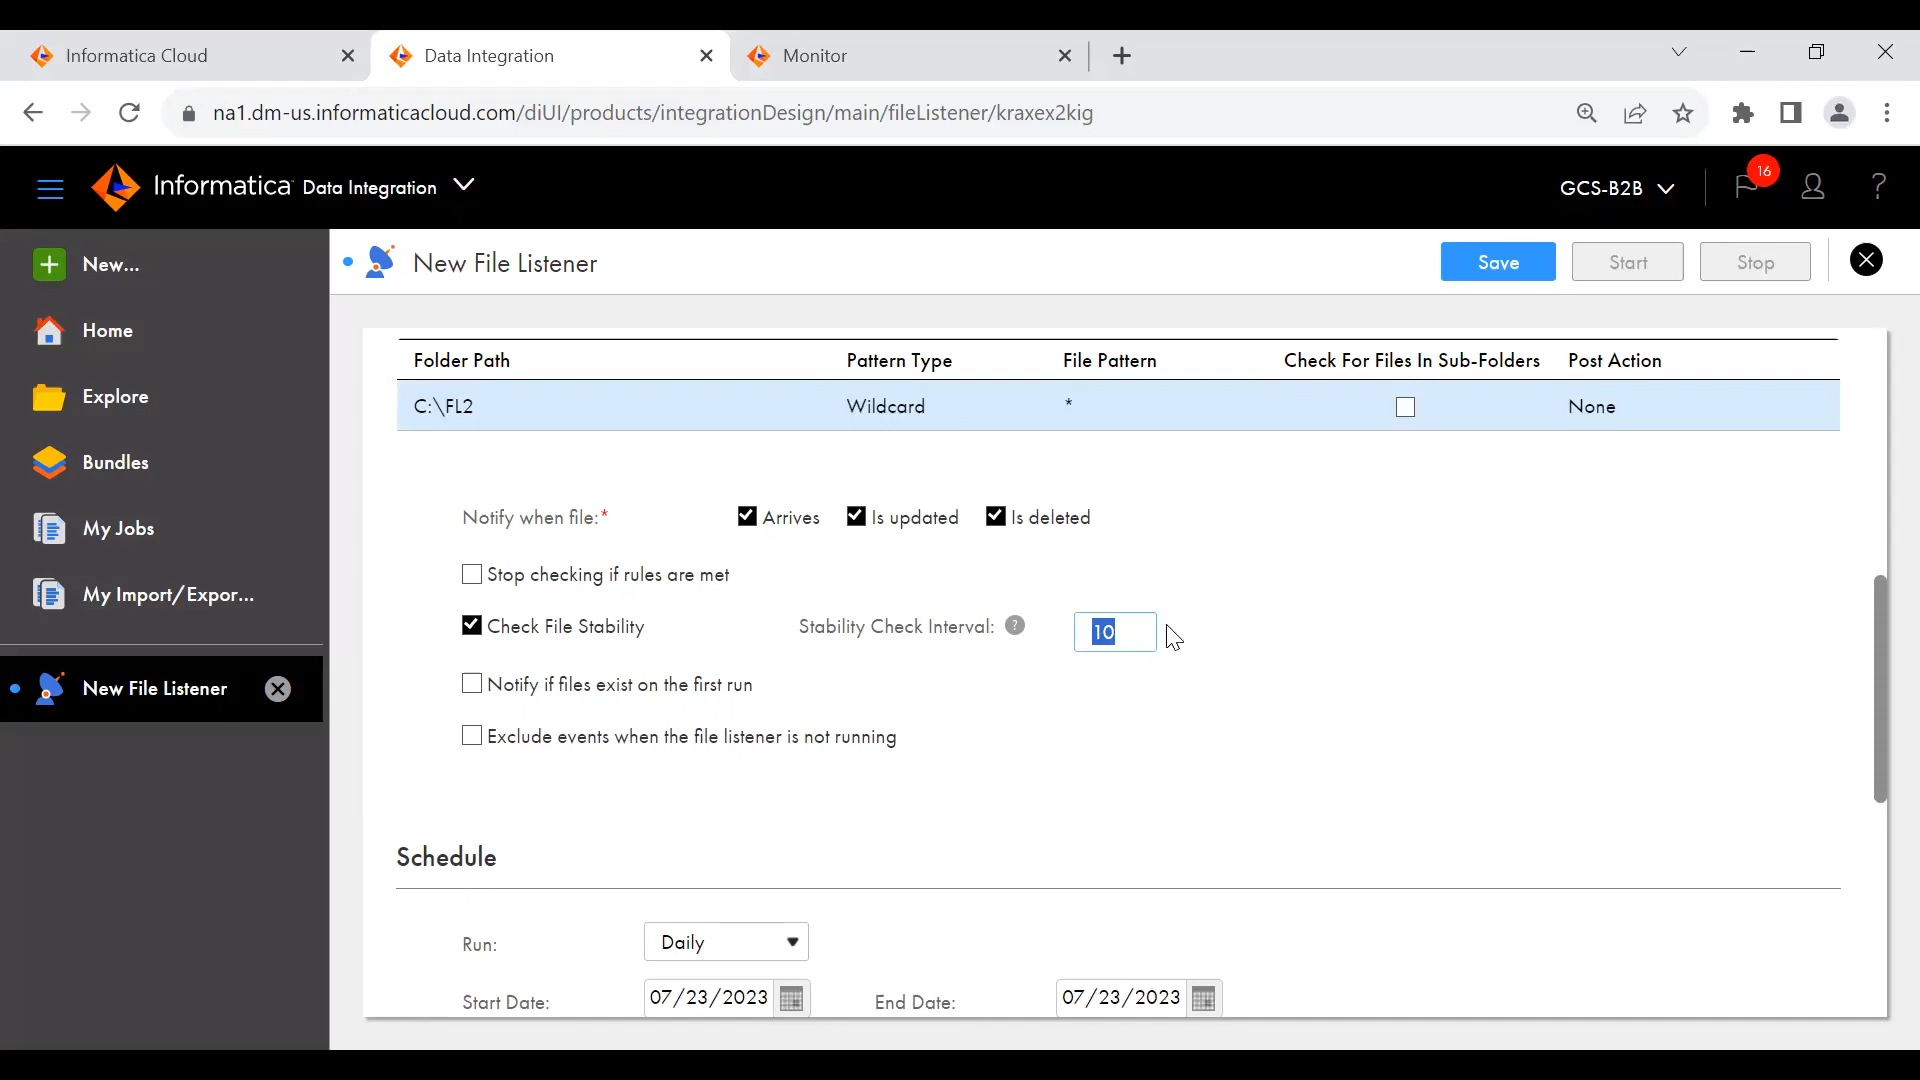 Informatica Cloud
Data Integration
Monitor
na1.dm-us.informaticacloud.com/diUI/products/integrationDesign/main/fileListener/kraxex2kig
Informatica Data Integration
GCS-B2B
16
?
New...
Home
Explore
Bundles
My Jobs
My Import/Expor...
New File Listener
New File Listener
Save
Start
Stop
Folder Path Pattern Type File Pattern Check For Files In Sub-Folders Post Action
C:\FL2 Wildcard * None
Notify when file:* Arrives Is updated Is deleted
Stop checking if rules are met
Check File Stability Stability Check Interval: ? 10
Notify if files exist on the first run
Exclude events when the file listener is not running
Schedule
Run: Daily
Start Date: 07/23/2023 End Date: 07/23/2023